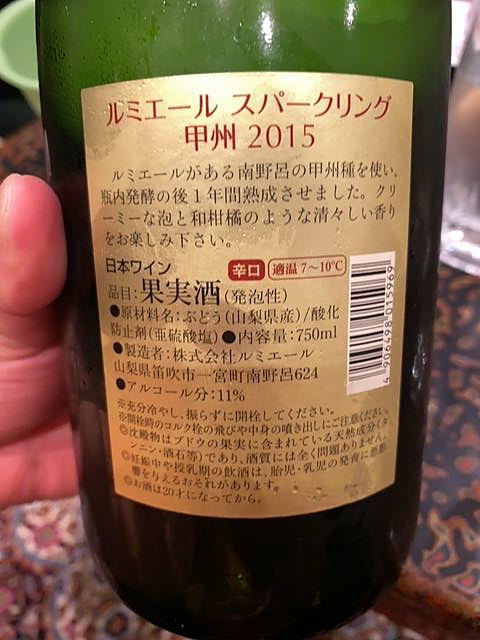 ルミエール スパークリング
甲州 2015
ルミエールがある南野呂の甲州種を使い、
瓶内発酵の後1年間熟成させました。クリ
ーミーな泡と和柑橘のような清々しい香り
をお楽しみ下さい。
日本ワイン 辛口 適温 7~10℃
品目:果実酒(発泡性)
●原材料名:ぶどう(山梨県産)/酸化
防止剤(亜硫酸塩)●内容量:750ml
●製造者:株式会社ルミエール
山梨県笛吹市一宮町南野呂624
●アルコール分:11%
※充分冷やし、振らずに開栓してください。
※開栓時のコルク栓の飛びや中身の噴き出しにご注意ください。
◎沈殿物はブドウの果実に含まれている天然成分(タ
ンニン・酒石等)であり、酒質には全く問題ありません。
◎妊娠中や授乳期の飲酒は、胎児・乳児の発育に悪影
響を与えるおそれがあります。
◎お酒は20才になってから。
4 906498 015969